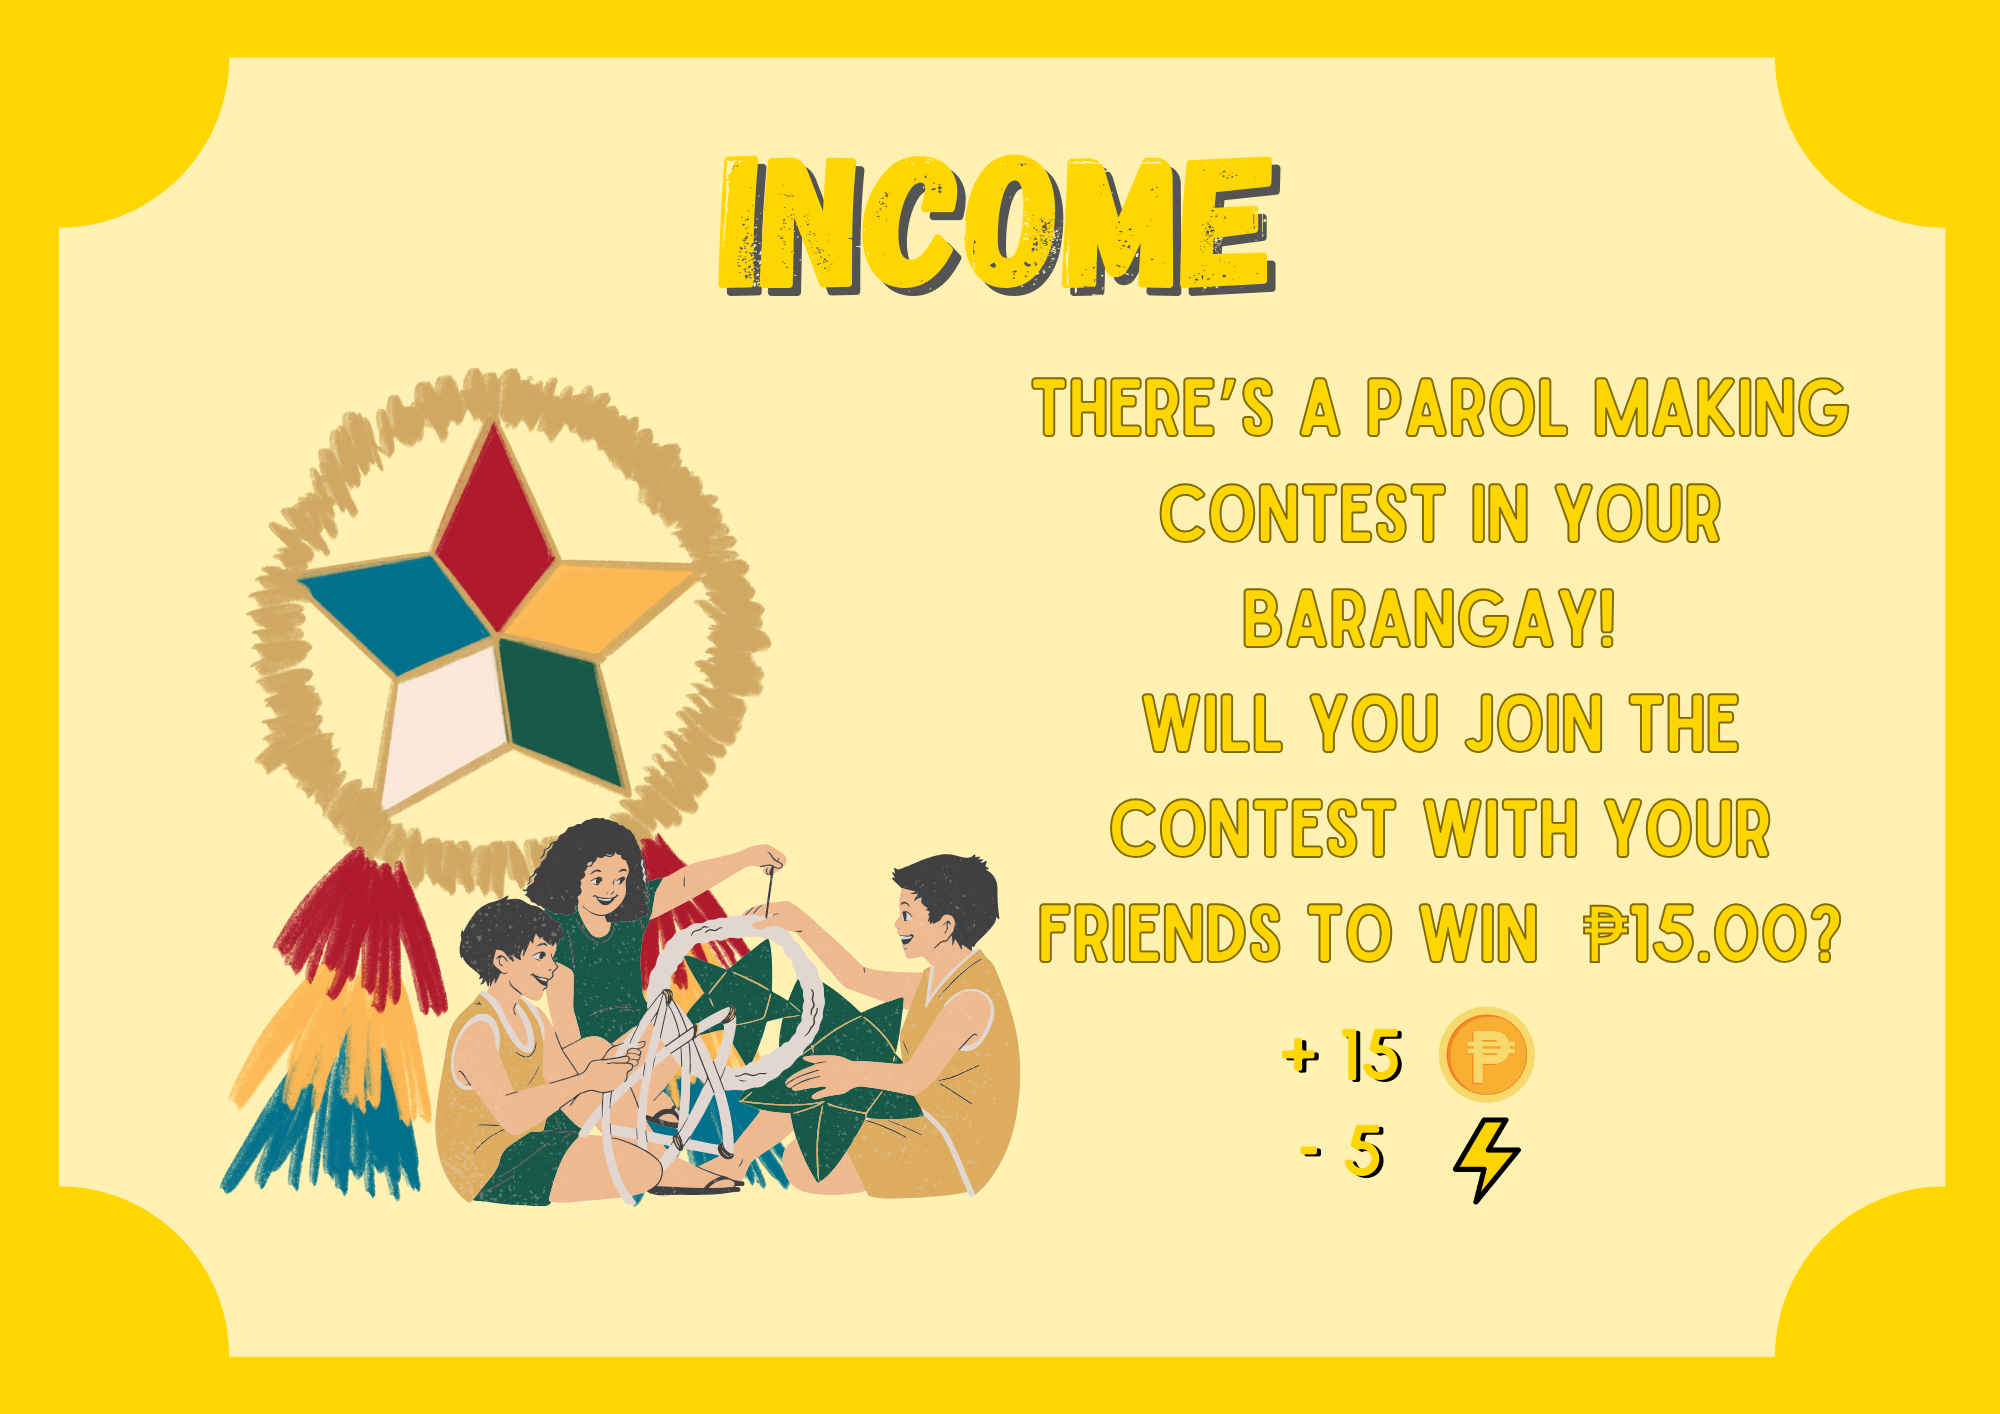 INCOME
THERE'S A PAROL MAKING
CONTEST IN YOUR
BARANGAY!
WILL YOU JOIN THE
CONTEST WITH YOUR
FRIENDS TO WIN ₱15.00?
+ 15 ₱
- 5